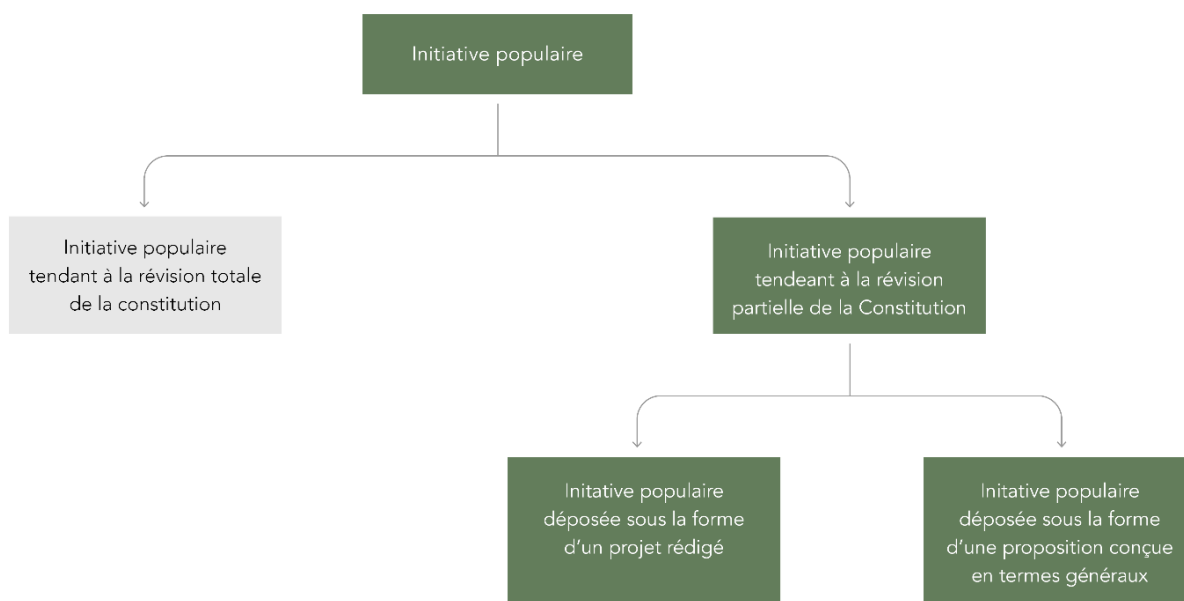 Initiative populaire
Initiative populaire
tendant à la révision totale
de la constitution
Initiative populaire
tendeant à la révision
partielle de la Constitution
Initative populaire
déposée sous la forme
d'un projet rédigé
Initative populaire
déposée sous la forme
d'une proposition conçue
en termes généraux